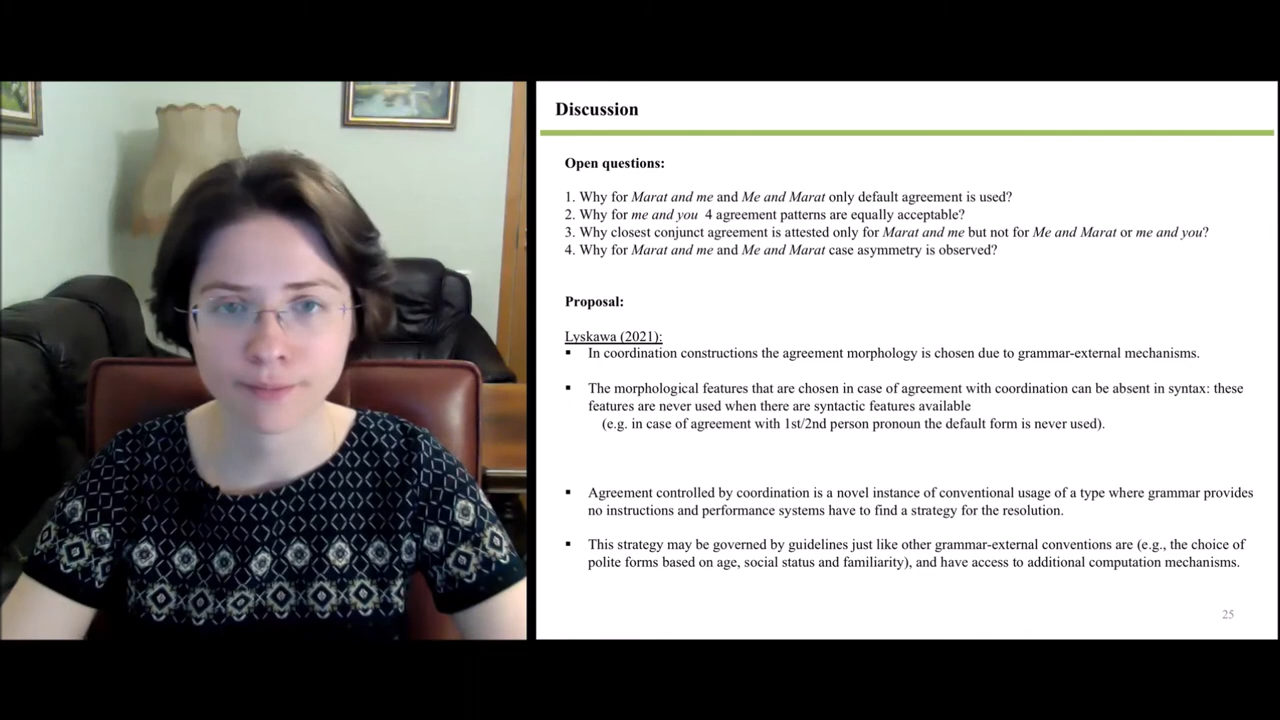 Discussion
Open questions:
1. Why for Marat and me and Me and Marat only default agreement is used?
2. Why for me and you 4 agreement patterns are equally acceptable?
3. Why closest conjunct agreement is attested only for Marat and me but not for Me and Marat or me and you?
4. Why for Marat and me and Me and Marat case asymmetry is observed?
Proposal:
Lyskawa (2021):
▪ In coordination constructions the agreement morphology is chosen due to grammar-external mechanisms.
▪ The morphological features that are chosen in case of agreement with coordination can be absent in syntax: these
features are never used when there are syntactic features available
(e.g. in case of agreement with 1st/2nd person pronoun the default form is never used).
▪ Agreement controlled by coordination is a novel instance of conventional usage of a type where grammar provides
no instructions and performance systems have to find a strategy for the resolution.
▪ This strategy may be governed by guidelines just like other grammar-external conventions are (e.g., the choice of
polite forms based on age, social status and familiarity), and have access to additional computation mechanisms.
25